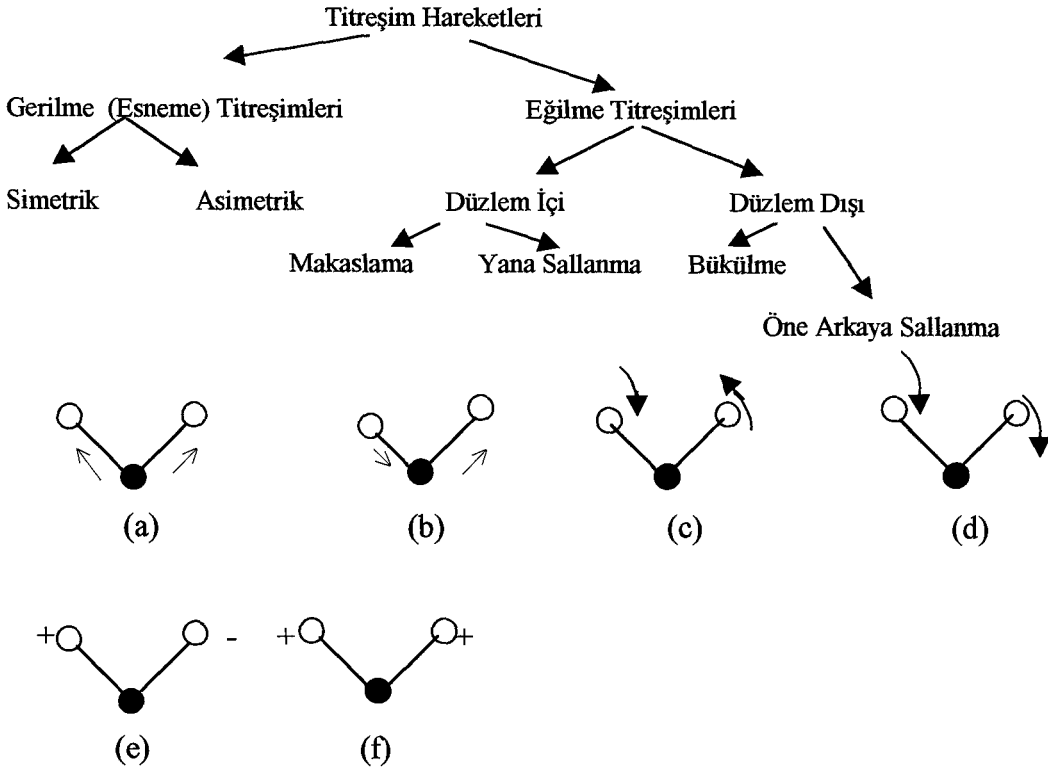 Titreşim Hareketleri
Gerilme (Esneme) Titreşimleri
Eğilme Titreşimleri
Simetrik
Asimetrik
Düzlem İçi
Düzlem Dışı
Makaslama
Yana Sallanma
Bükülme
Öne Arkaya Sallanma
(a)
(b)
(c)
(d)
+
-
+
+
(e)
(f)